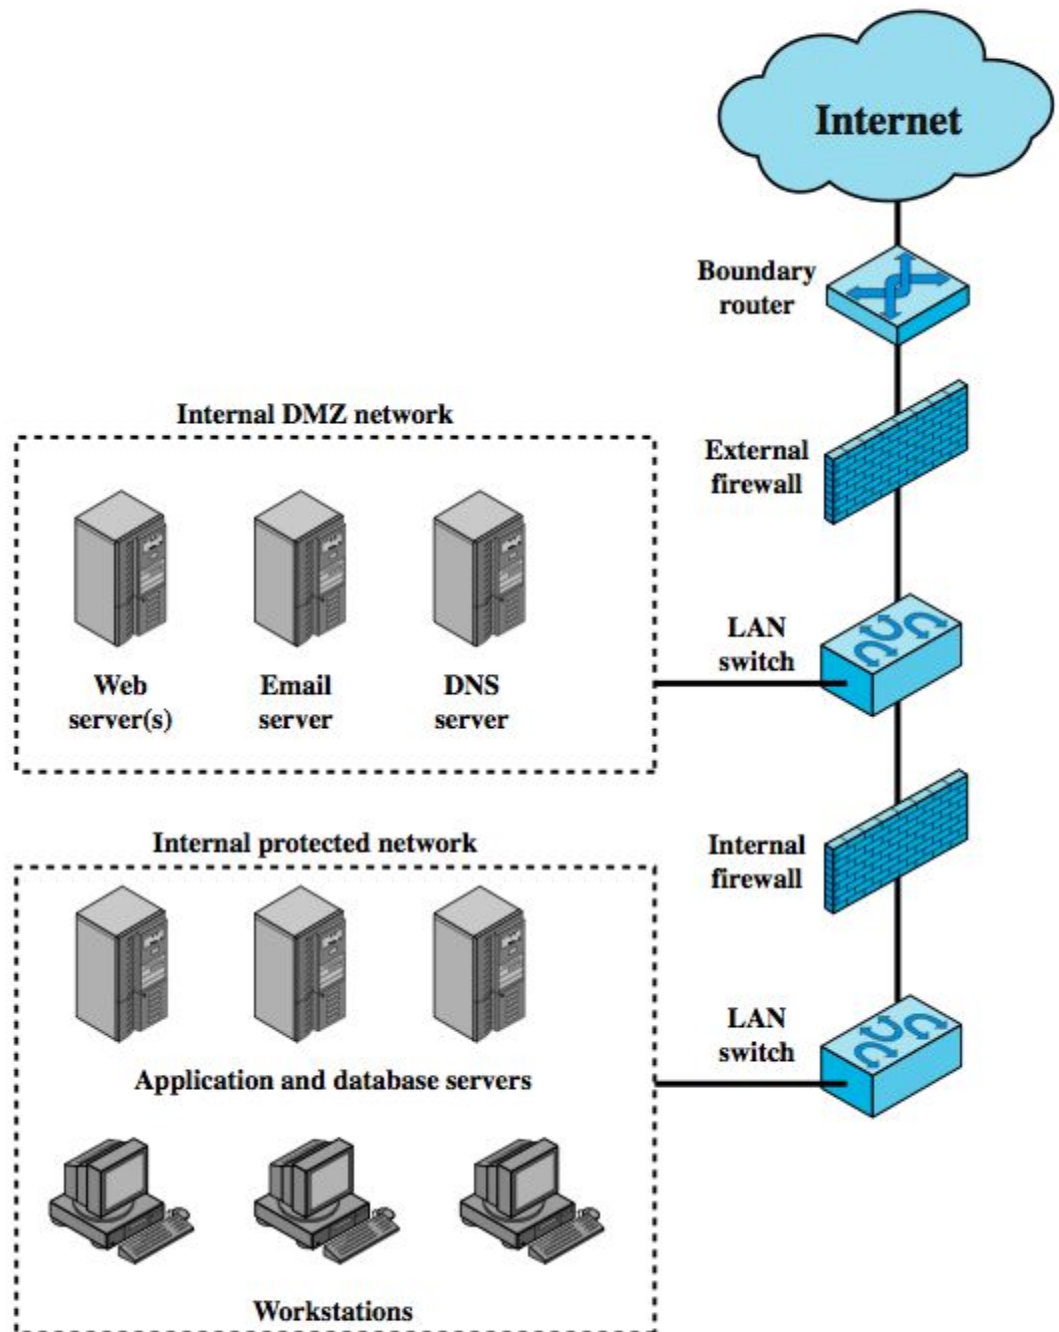 Internet
Boundary
router
Internal DMZ network
External
firewall
LAN
switch
Web
server(s)
Email
server
DNS
server
Internal protected network
Internal
firewall
LAN
switch
Application and database servers
Workstations